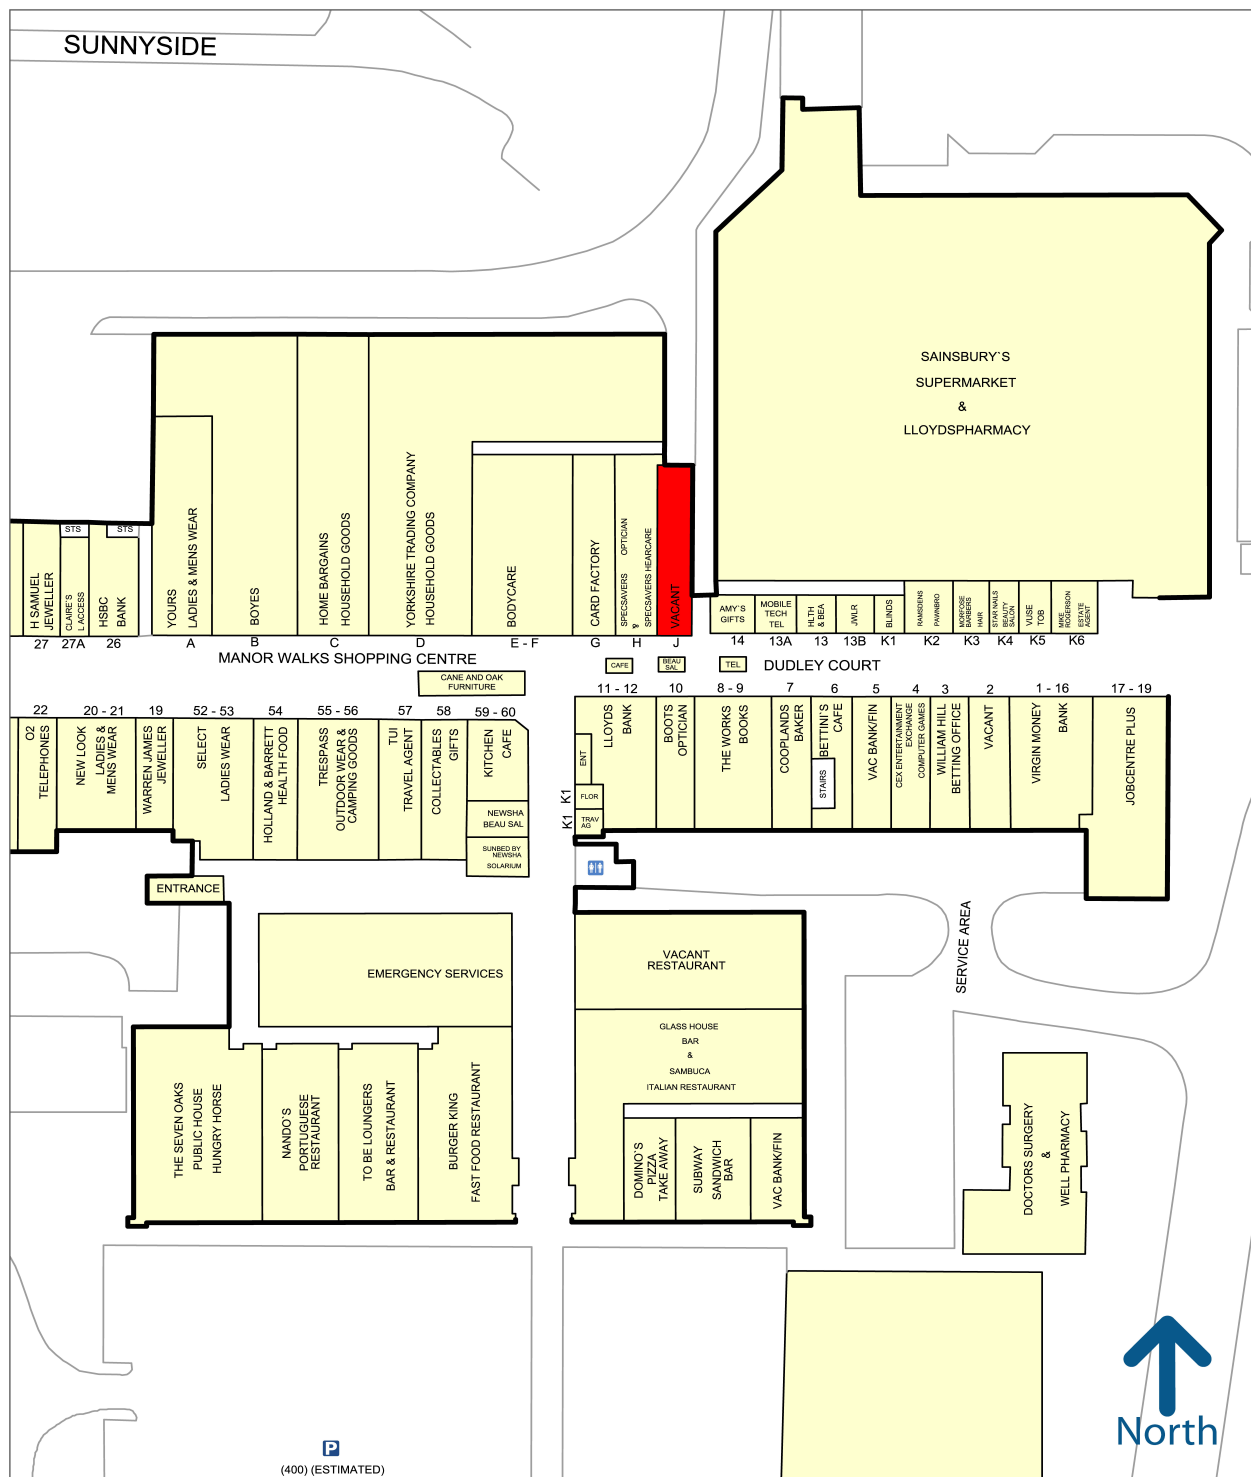 SUNNYSIDE
SAINSBURY`S
SUPERMARKET
&
LLOYDSPHARMACY
STS
STS
H SAMUEL
JEWELLER
CLAIRE'S
L ACCESS
HSBC
BANK
YOURS
LADIES & MENS WEAR
BOYES
HOME BARGAINS
HOUSEHOLD GOODS
YORKSHIRE TRADING COMPANY
HOUSEHOLD GOODS
BODYCARE
CARD FACTORY
SPECSAVERS OPTICIAN
&
SPECSAVERS HEARCARE
VACANT
AMY`S
GIFTS
MOBILE
TECH
TEL
HLTH
& BEA
JWLR
BLINDS
RAMSDENS
PAWNBRO
MORFOSE
BARBERS
HAIR
STAR NAILS
BEAUTY
SALON
VUSE
TOB
MIKE
ROGERSON
ESTATE
AGENT
27
27A
26
A
B
C
D
E - F
G
H
J
14
13A
13
13B
K1
K2
K3
K4
K5
K6
MANOR WALKS SHOPPING CENTRE
CAFE
BEAU
SAL
TEL
DUDLEY COURT
CANE AND OAK
FURNITURE
22
20 - 21
19
52 - 53
54
55 - 56
57
58
59 - 60
11 - 12
10
8 - 9
7
6
5
4
3
2
1 - 16
17 - 19
O2
TELEPHONES
NEW LOOK
LADIES &
MENS WEAR
WARREN JAMES
JEWELLER
SELECT
LADIES WEAR
HOLLAND & BARRETT
HEALTH FOOD
TRESPASS
OUTDOOR WEAR &
CAMPING GOODS
TUI
TRAVEL AGENT
COLLECTABLES
GIFTS
KITCHEN
CAFE
NEWSHA
BEAU SAL
SUNBED BY
NEWSHA
SOLARIUM
LLOYDS
BANK
ENT
K1
FLOR
K1
TRAV
AG
BOOTS
OPTICIAN
THE WORKS
BOOKS
COOPLANDS
BAKER
BETTINI`S
CAFE
STAIRS
VAC BANK/FIN
CEX ENTERTAINMENT
EXCHANGE
COMPUTER GAMES
WILLIAM HILL
BETTING OFFICE
VACANT
VIRGIN MONEY
BANK
JOBCENTRE PLUS
ENTRANCE
EMERGENCY SERVICES
VACANT
RESTAURANT
SERVICE AREA
GLASS HOUSE
BAR
&
SAMBUCA
ITALIAN RESTAURANT
THE SEVEN OAKS
PUBLIC HOUSE
HUNGRY HORSE
NANDO`S
PORTUGUESE
RESTAURANT
TO BE LOUNGERS
BAR & RESTAURANT
BURGER KING
FAST FOOD RESTAURANT
DOMINO`S
PIZZA
TAKE AWAY
SUBWAY
SANDWICH
BAR
VAC BANK/FIN
DOCTORS SURGERY
&
WELL PHARMACY
North
P
(400) (ESTIMATED)